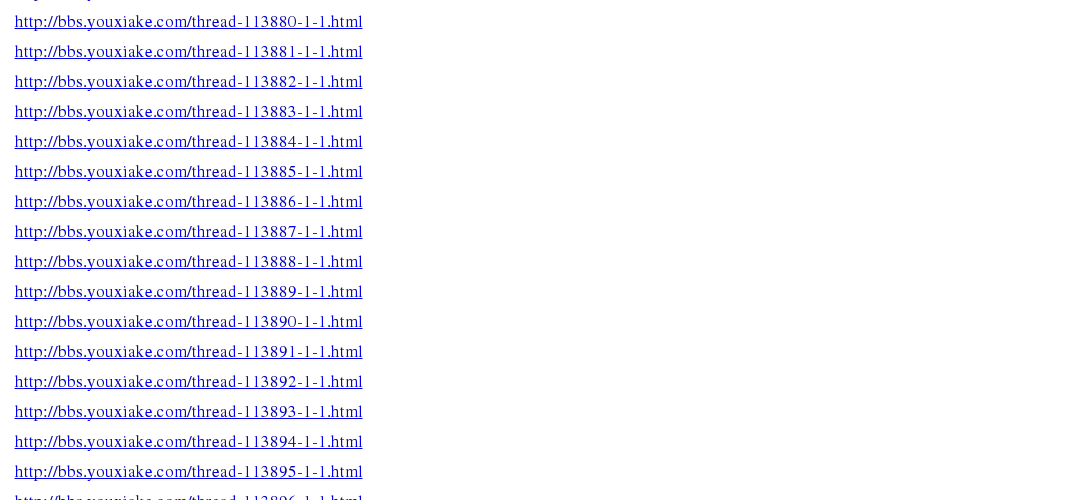 http://bbs.youxiake.com/thread-113880-1-1.html
http://bbs.youxiake.com/thread-113881-1-1.html
http://bbs.youxiake.com/thread-113882-1-1.html
http://bbs.youxiake.com/thread-113883-1-1.html
http://bbs.youxiake.com/thread-113884-1-1.html
http://bbs.youxiake.com/thread-113885-1-1.html
http://bbs.youxiake.com/thread-113886-1-1.html
http://bbs.youxiake.com/thread-113887-1-1.html
http://bbs.youxiake.com/thread-113888-1-1.html
http://bbs.youxiake.com/thread-113889-1-1.html
http://bbs.youxiake.com/thread-113890-1-1.html
http://bbs.youxiake.com/thread-113891-1-1.html
http://bbs.youxiake.com/thread-113892-1-1.html
http://bbs.youxiake.com/thread-113893-1-1.html
http://bbs.youxiake.com/thread-113894-1-1.html
http://bbs.youxiake.com/thread-113895-1-1.html